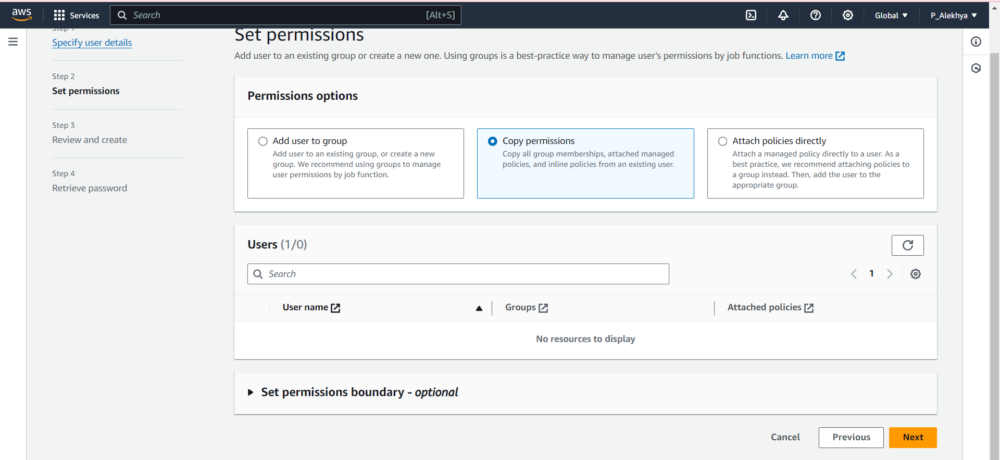 aws
Services
Search
[Alt+S]
Global
P_Alekhya
Step 1
Specify user details
Step 2
Set permissions
Step 3
Review and create
Step 4
Retrieve password
Set permissions
Add user to an existing group or create a new one. Using groups is a best-practice way to manage user's permissions by job functions. Learn more
Permissions options
Add user to group
Add user to an existing group, or create a new
group. We recommend using groups to manage
user permissions by job function.
Copy permissions
Copy all group memberships, attached managed
policies, and inline policies from an existing user.
Attach policies directly
Attach a managed policy directly to a user. As a
best practice, we recommend attaching policies to
a group instead. Then, add the user to the
appropriate group.
Users (1/0)
Search
1
User name
Groups
Attached policies
No resources to display
Set permissions boundary - optional
Cancel
Previous
Next